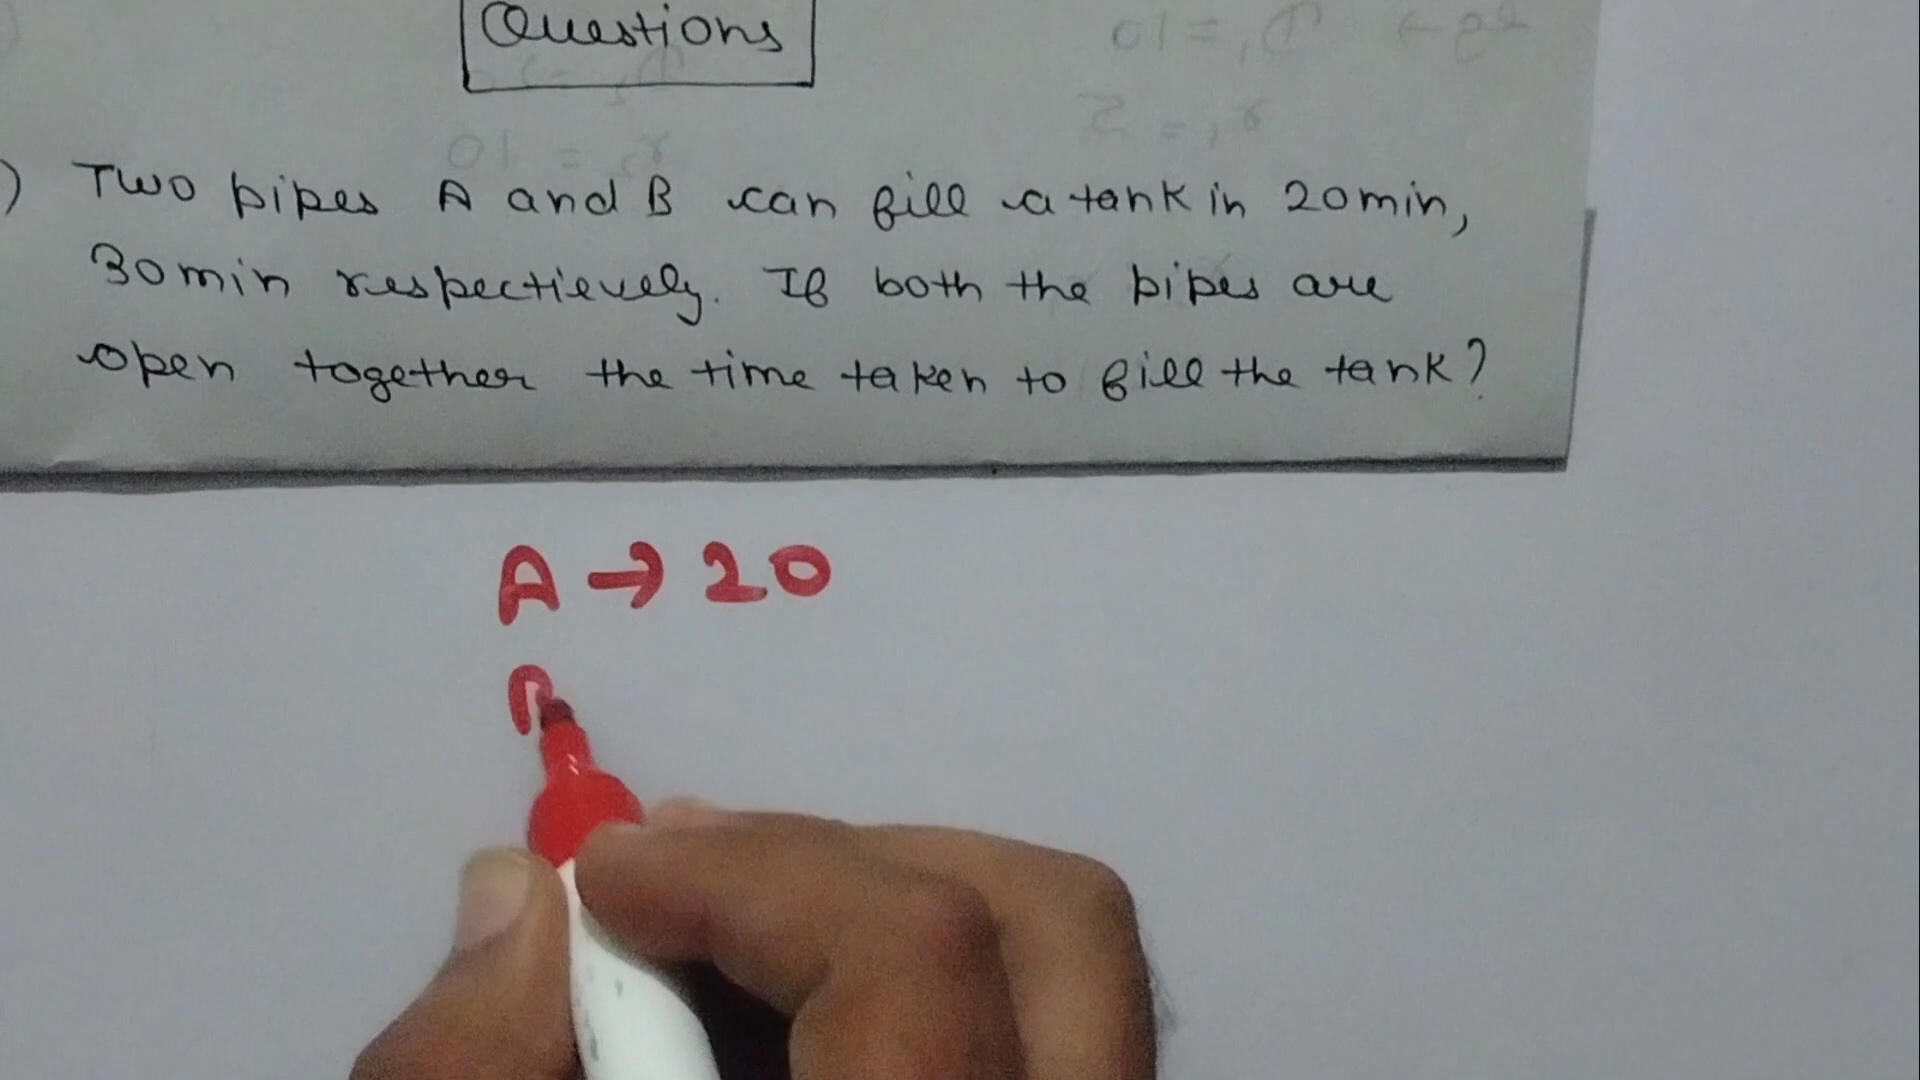 Questions
) Two pipes A and B can fill a tank in 20min,
30min respectievely. If both the pipes are
open together the time taken to fill the tank?
A → 20